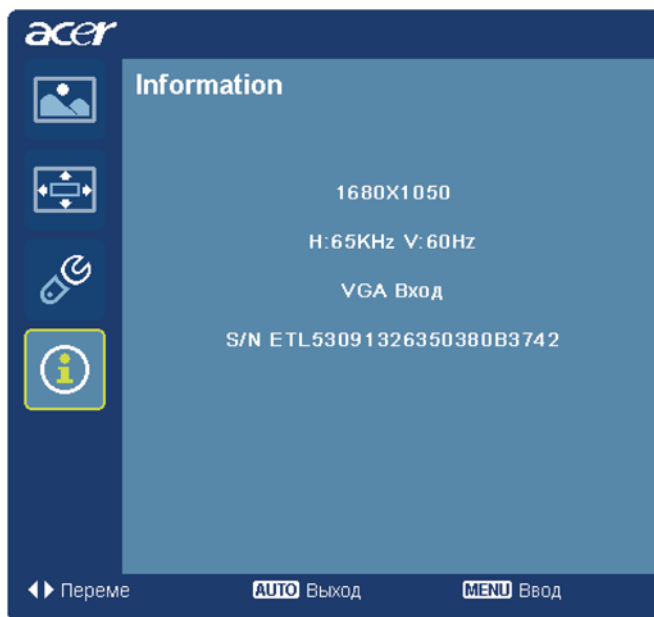 acer
Information
1680X1050
H:65KHz V:60Hz
VGA Вход
S/N ETL53091326350380B3742
Переме AUTO Выход MENU Ввод